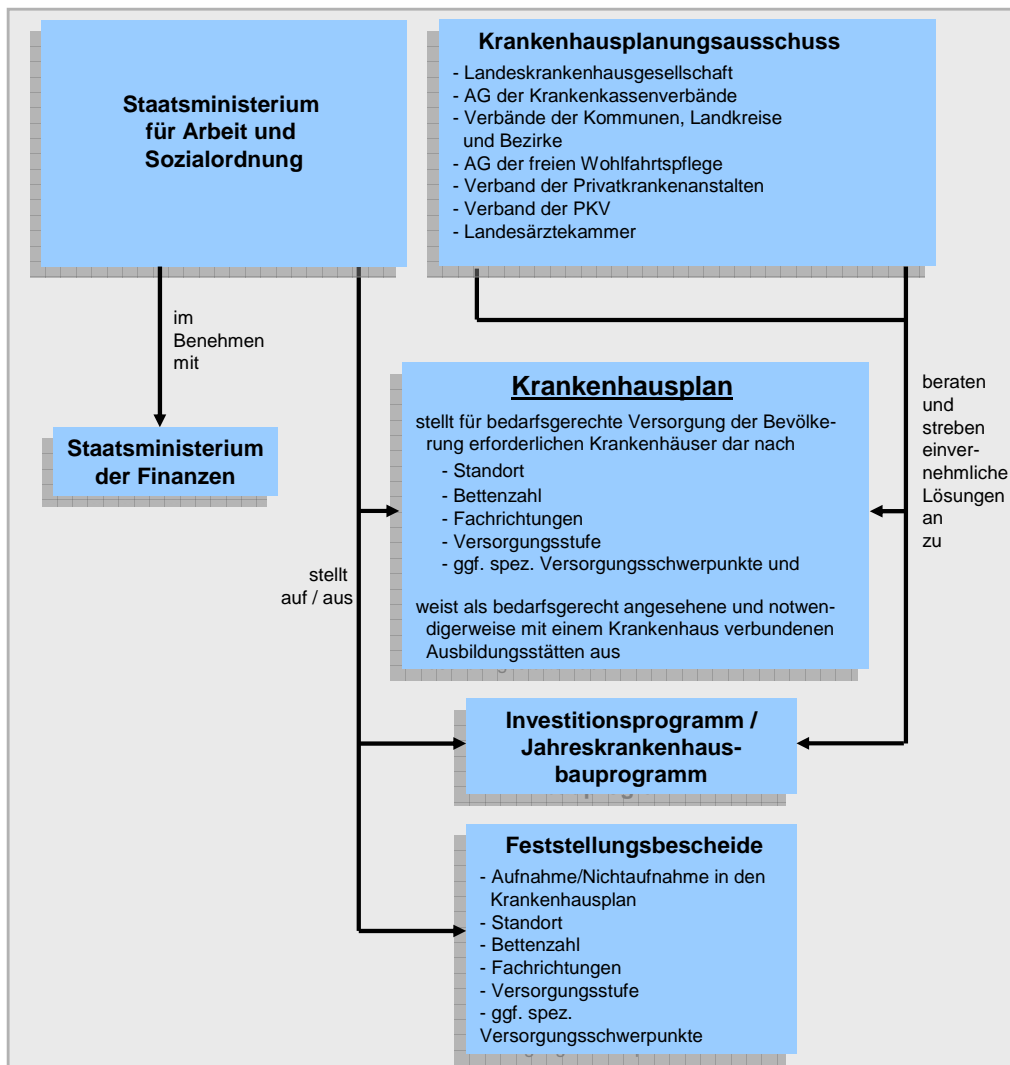 Staatsministerium
für Arbeit und
Sozialordnung
Krankenhausplanungsausschuss
- Landeskrankenhausgesellschaft
- AG der Krankenkassenverbände
- Verbände der Kommunen, Landkreise
und Bezirke
- AG der freien Wohlfahrtspflege
- Verband der Privatkrankenanstalten
- Verband der PKV
- Landesärztekammer
im
Benehmen
mit
Staatsministerium
der Finanzen
Krankenhausplan
stellt für bedarfsgerechte Versorgung der Bevölke-
rung erforderlichen Krankenhäuser dar nach
- Standort
- Bettenzahl
- Fachrichtungen
- Versorgungsstufe
- ggf. spez. Versorgungsschwerpunkte und
weist als bedarfsgerecht angesehene und notwen-
digerweise mit einem Krankenhaus verbundenen
Ausbildungsstätten aus
beraten
und
streben
einver-
nehmliche
Lösungen
an
zu
stellt
auf / aus
Investitionsprogramm /
Jahreskrankenhaus-
bauprogramm
Feststellungsbescheide
- Aufnahme/Nichtaufnahme in den
Krankenhausplan
- Standort
- Bettenzahl
- Fachrichtungen
- Versorgungsstufe
- ggf. spez.
Versorgungsschwerpunkte